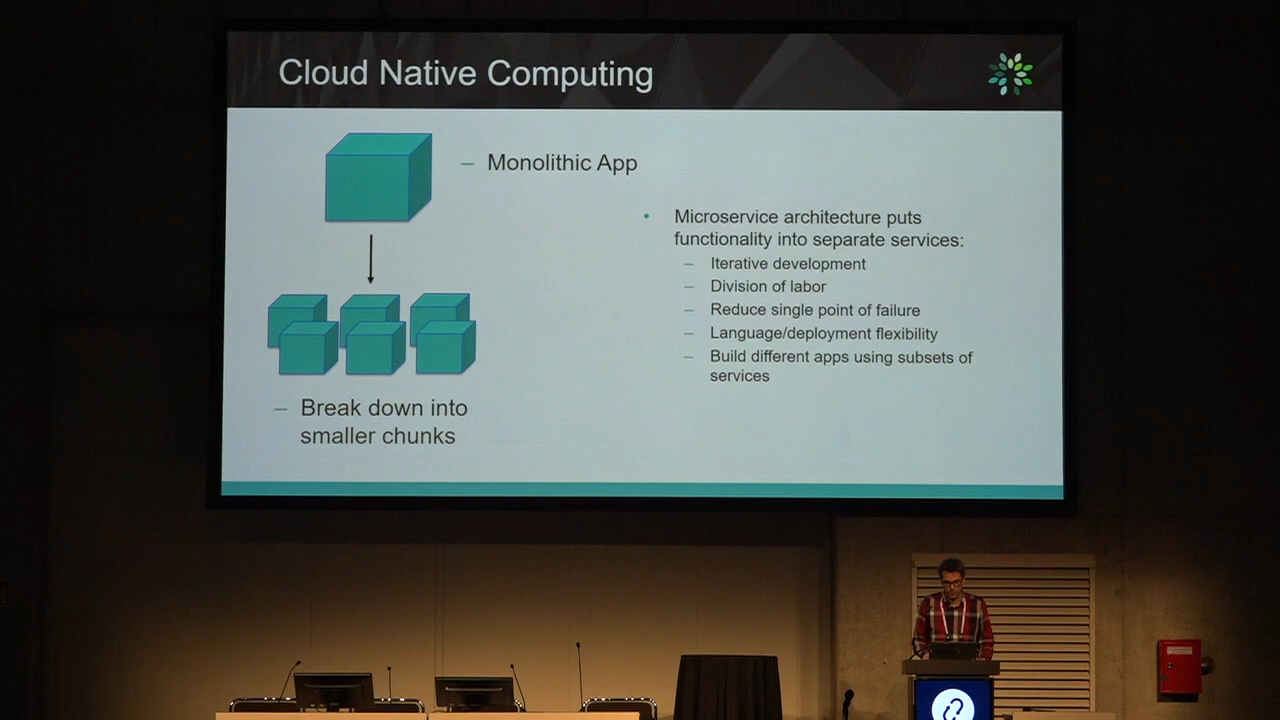 Cloud Native Computing
– Monolithic App
• Microservice architecture puts
functionality into separate services:
– Iterative development
– Division of labor
– Reduce single point of failure
– Language/deployment flexibility
– Build different apps using subsets of
services
– Break down into
smaller chunks